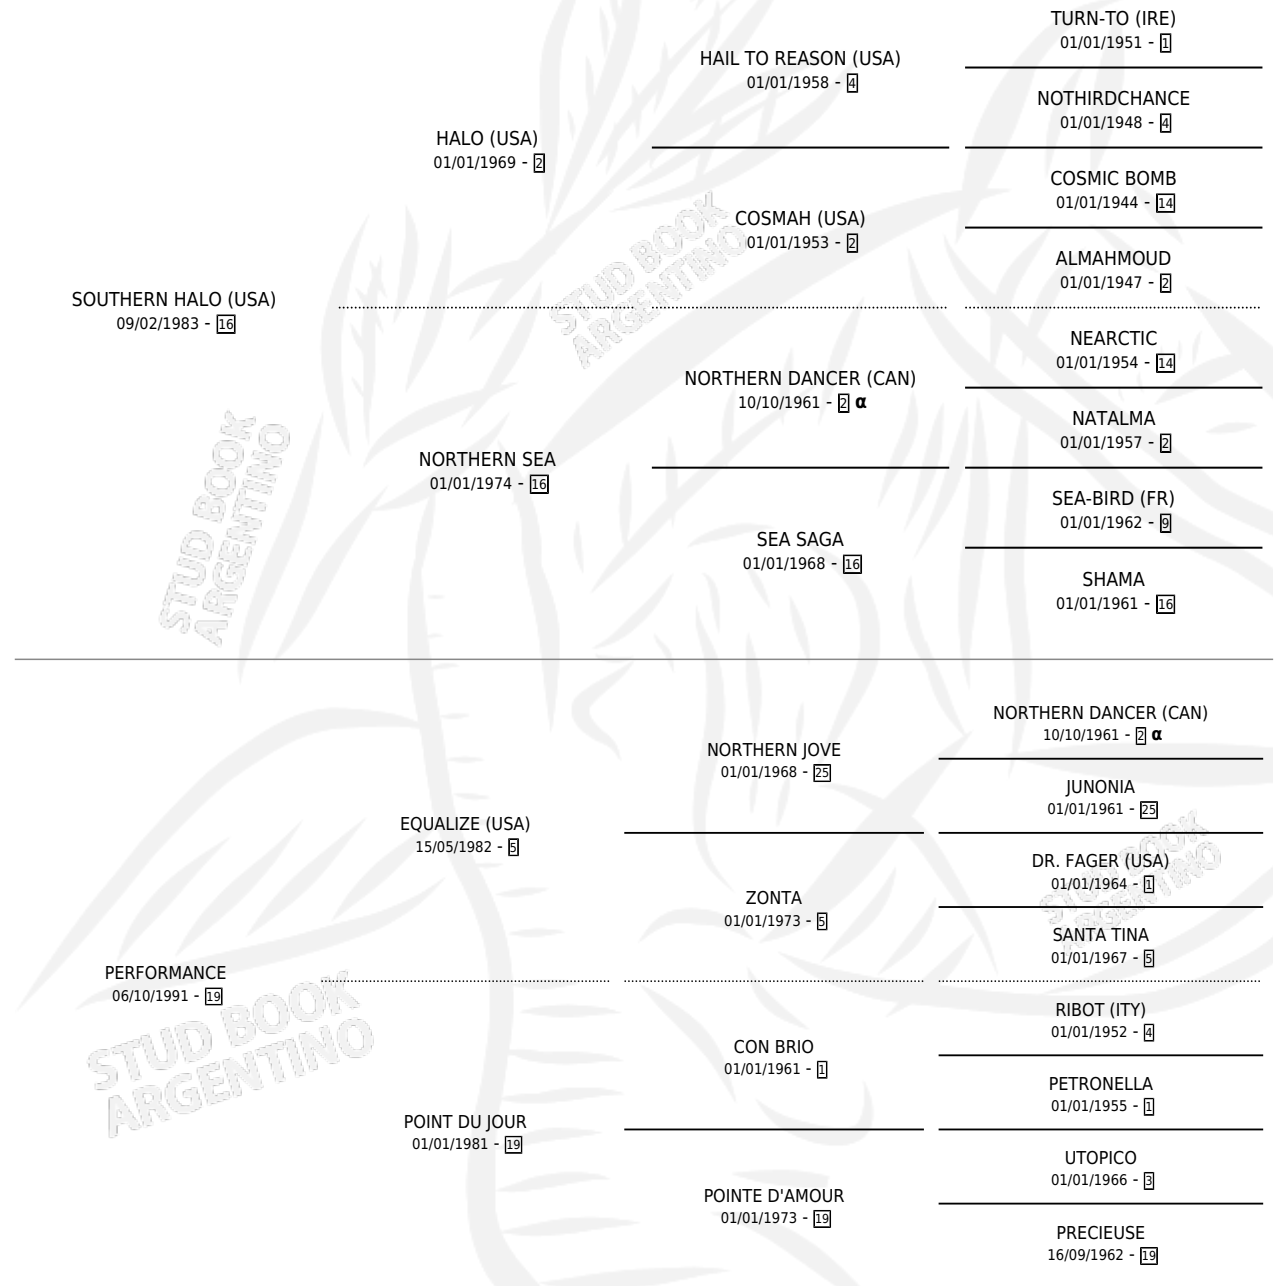 TURN-TO (IRE)
01/01/1951 - 1
HAIL TO REASON (USA)
01/01/1958 - 4
NOTHIRDCHANCE
01/01/1948 - 4
HALO (USA)
01/01/1969 - 2
COSMIC BOMB
01/01/1944 - 14
COSMAH (USA)
01/01/1953 - 2
ALMAHMOUD
01/01/1947 - 2
SOUTHERN HALO (USA)
09/02/1983 - 16
NEARCTIC
01/01/1954 - 14
NORTHERN DANCER (CAN)
10/10/1961 - 2 α
NATALMA
01/01/1957 - 2
NORTHERN SEA
01/01/1974 - 16
SEA-BIRD (FR)
01/01/1962 - 9
SEA SAGA
01/01/1968 - 16
SHAMA
01/01/1961 - 16
NORTHERN DANCER (CAN)
10/10/1961 - 2 α
NORTHERN JOVE
01/01/1968 - 25
JUNONIA
01/01/1961 - 25
EQUALIZE (USA)
15/05/1982 - 5
DR. FAGER (USA)
01/01/1964 - 1
ZONTA
01/01/1973 - 5
SANTA TINA
01/01/1967 - 5
PERFORMANCE
06/10/1991 - 19
RIBOT (ITY)
01/01/1952 - 4
CON BRIO
01/01/1961 - 1
PETRONELLA
01/01/1955 - 1
POINT DU JOUR
01/01/1981 - 19
UTOPICO
01/01/1966 - 3
POINTE D'AMOUR
01/01/1973 - 19
PRECIEUSE
16/09/1962 - 19
STUD BOOK
ARGENTINO
STUD BOOK
ARGENTINO
STUD BOOK
ARGENTINO
STUD BOOK
ARGENTINO